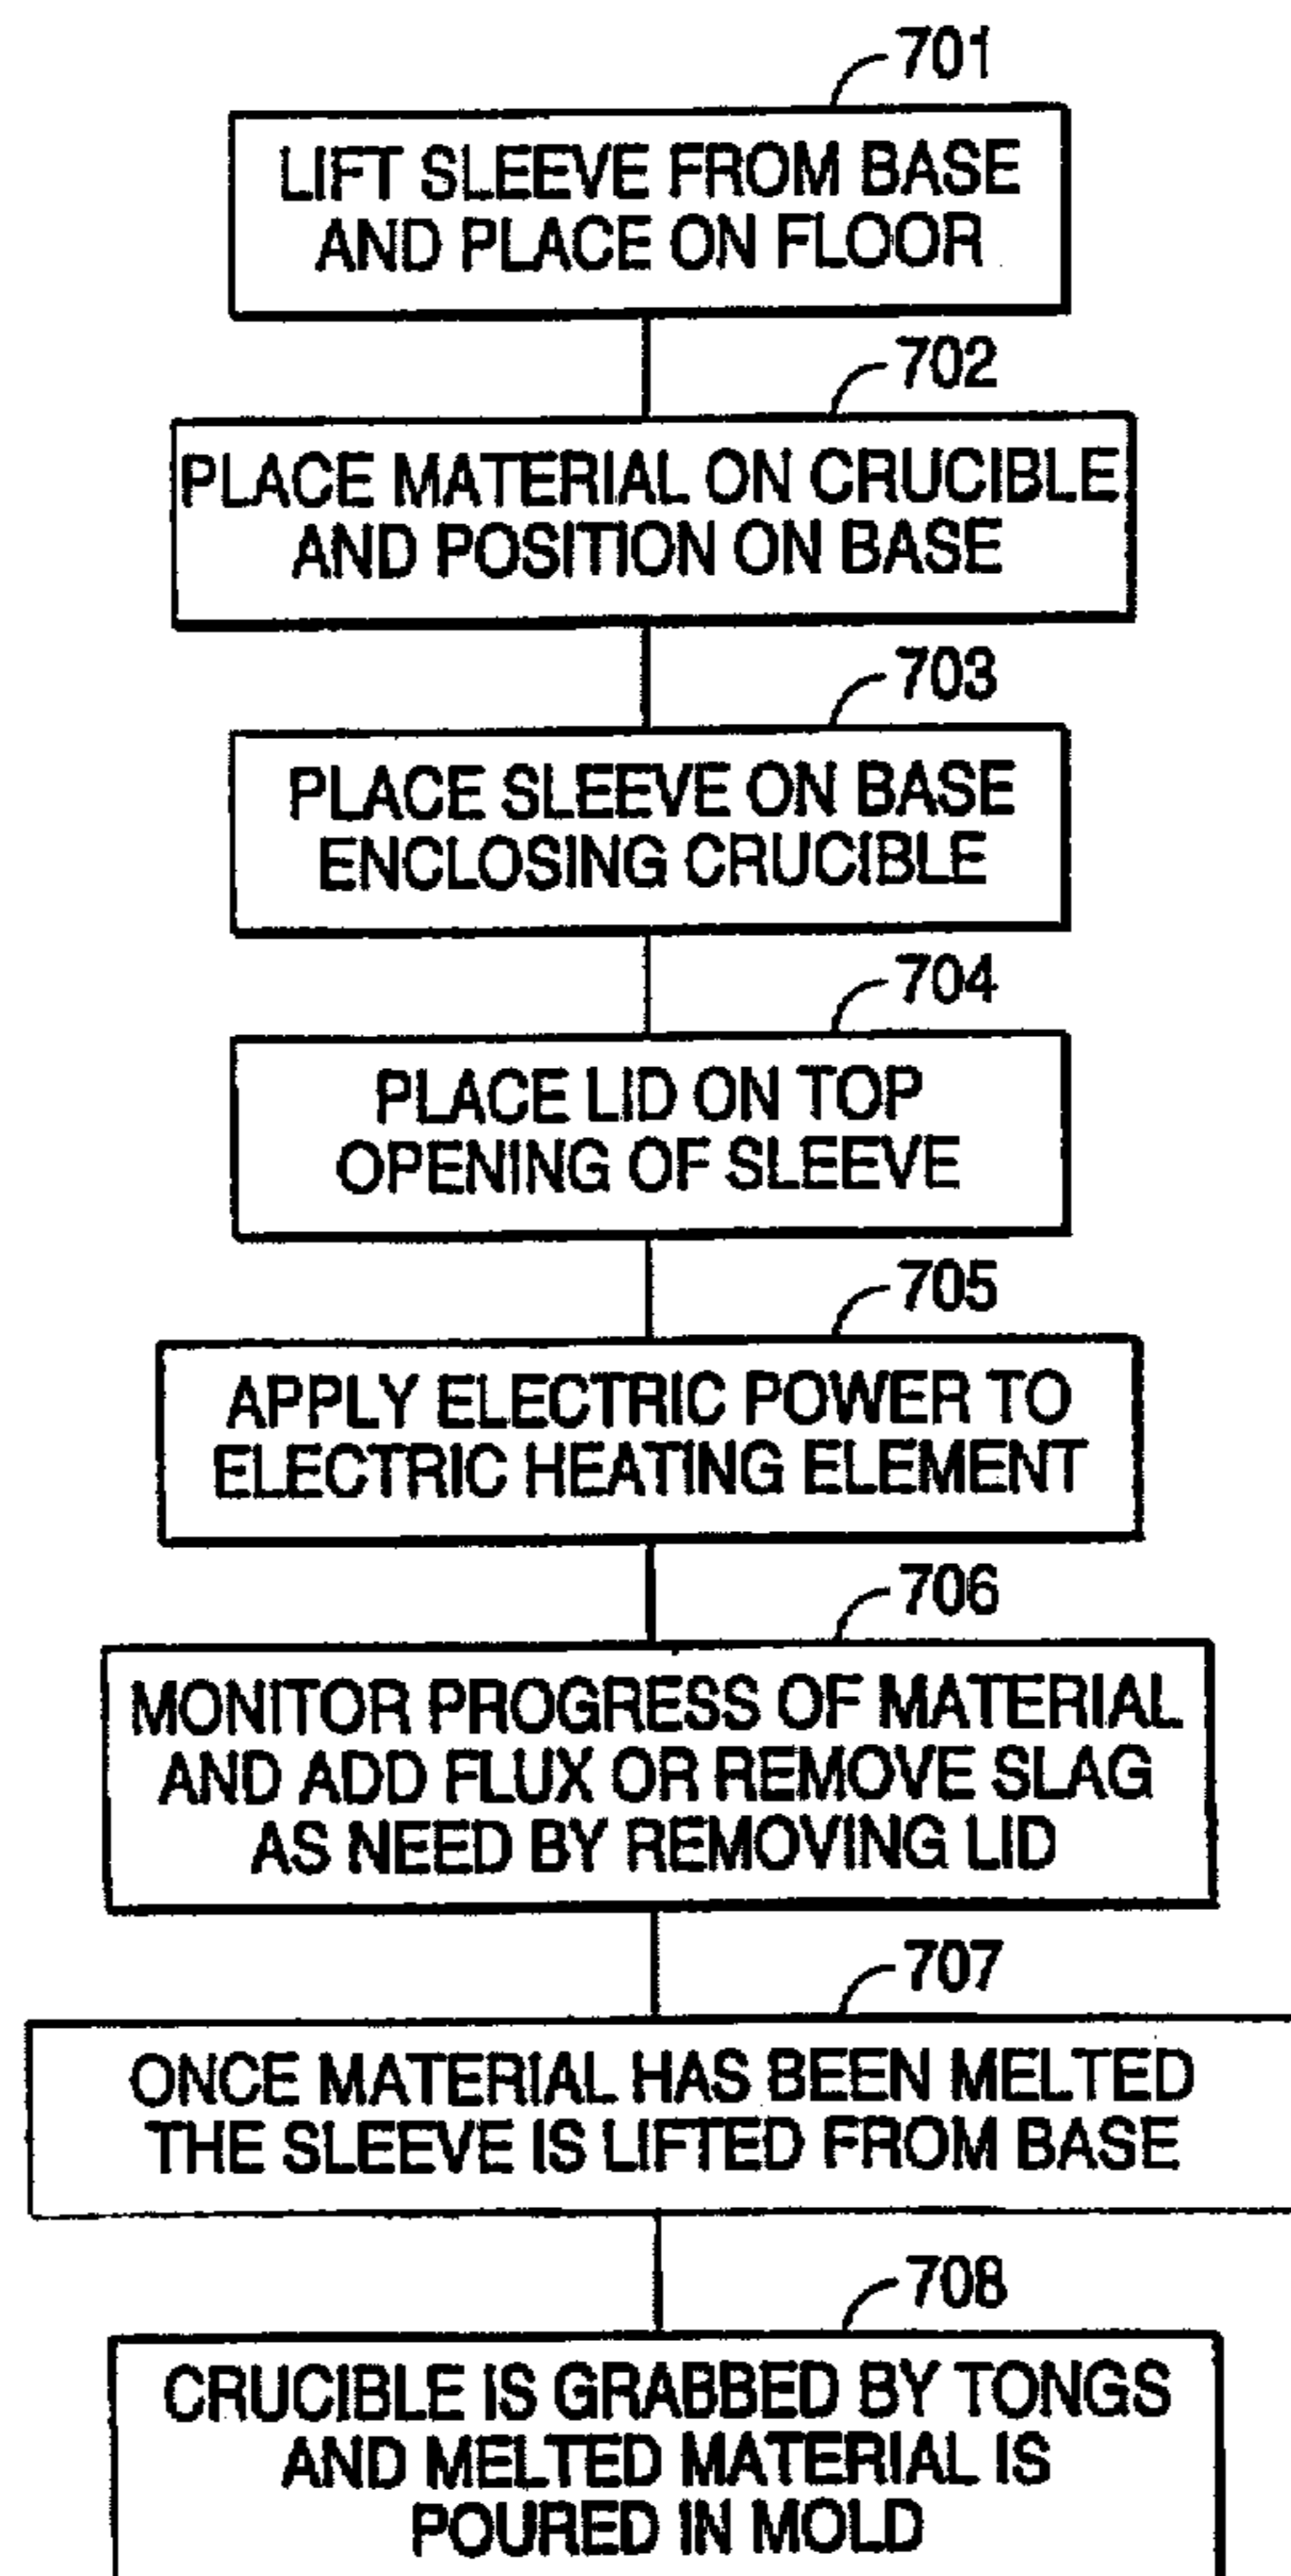 701
LIFT SLEEVE FROM BASE
AND PLACE ON FLOOR
702
PLACE MATERIAL ON CRUCIBLE
AND POSITION ON BASE
703
PLACE SLEEVE ON BASE
ENCLOSING CRUCIBLE
704
PLACE LID ON TOP
OPENING OF SLEEVE
705
APPLY ELECTRIC POWER TO
ELECTRIC HEATING ELEMENT
706
MONITOR PROGRESS OF MATERIAL
AND ADD FLUX OR REMOVE SLAG
AS NEED BY REMOVING LID
707
ONCE MATERIAL HAS BEEN MELTED
THE SLEEVE IS LIFTED FROM BASE
708
CRUCIBLE IS GRABBED BY TONGS
AND MELTED MATERIAL IS
POURED IN MOLD